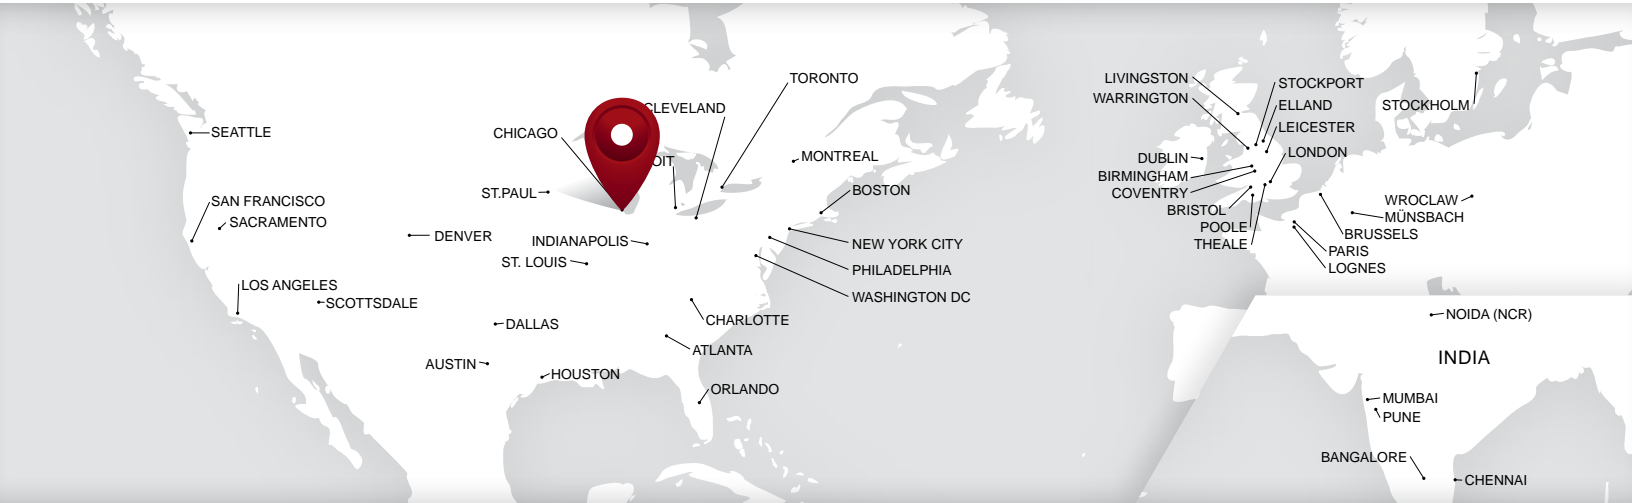 TORONTO
CLEVELAND
CHICAGO
SEATTLE
OIT
MONTREAL
ST.PAUL
BOSTON
SAN FRANCISCO
SACRAMENTO
DENVER
INDIANAPOLIS
NEW YORK CITY
ST. LOUIS
PHILADELPHIA
LOS ANGELES
SCOTTSDALE
WASHINGTON DC
DALLAS
CHARLOTTE
ATLANTA
AUSTIN
HOUSTON
ORLANDO
LIVINGSTON
STOCKPORT
WARRINGTON
ELLAND
STOCKHOLM
LEICESTER
LONDON
DUBLIN
BIRMINGHAM
COVENTRY
BRISTOL
POOLE
THEALE
WROCLAW
MÜNSBACH
BRUSSELS
PARIS
LOGNES
NOIDA (NCR)
INDIA
MUMBAI
PUNE
BANGALORE
CHENNAI